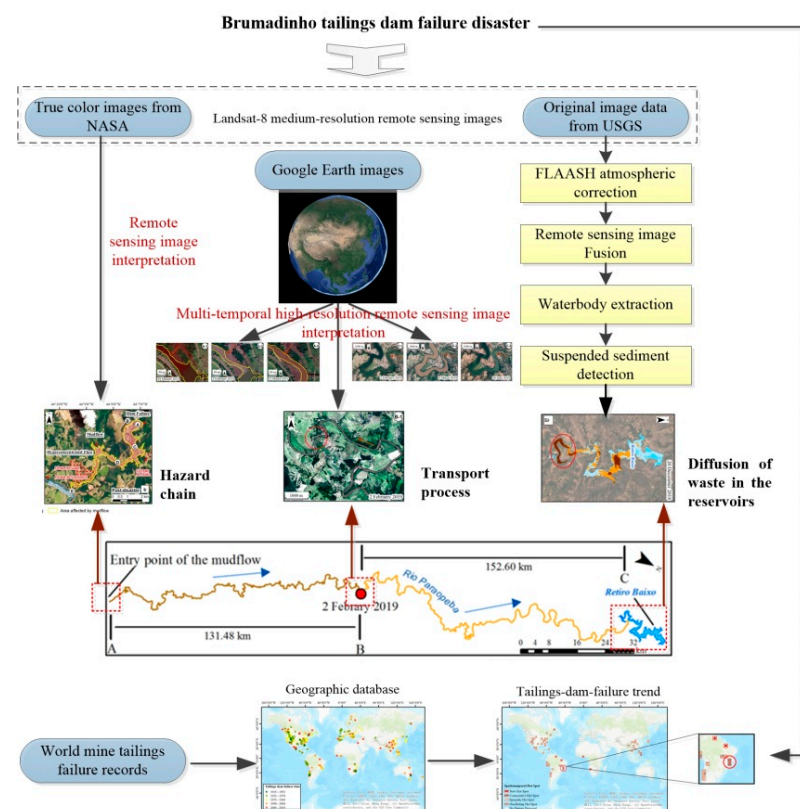 Brumadinho tailings dam failure disaster
True color images from
NASA
Landsat-8 medium-resolution remote sensing images
Original image data
from USGS
Google Earth images
FLAASH atmospheric
correction
Remote
sensing image
interpretation
Remote sensing image
Fusion
Waterbody extraction
Multi-temporal high-resolution remote sensing image
interpretation
Suspended sediment
detection
Hazard
chain
Transport
process
Diffusion of
waste in the
reservoirs
Area affected by mudflow
Entry point of the mudflow
152.60 km
C
Rio Paraopeba
Retiro Baixo
2 Februry 2019
131.48 km
A
B
0 4 8 16 24 32
km
Geographic database
Tailings-dam-failure trend
World mine tailings
failure records